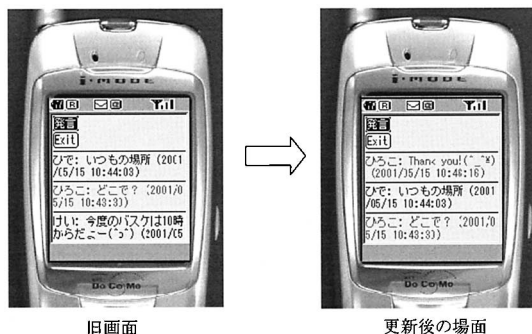 i-MODE
発言
Exit
ひで: いつもの場所 (2001
/05/15 10:44:03)
ひろこ: どこで? (2001/0
5/15 10:43:33)
けい: 今度のバスケは10時
からだよー(^o^) (2001/05
DoCoMo
旧画面
i-MODE
発言
Exit
ひろこ: Thank you!(^_^*)
(2001/05/15 10:46:16)
ひで: いつもの場所 (2001
/05/15 10:44:03)
ひろこ: どこで? (2001/0
5/15 10:43:33)
DoCoMo
更新後の場面